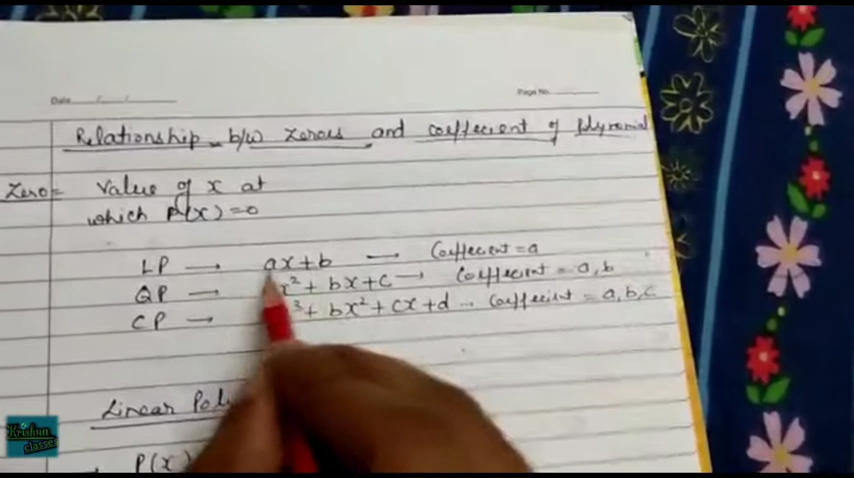 Date / /
Page No.
Relationship b/w zeroes and coefficient of polynomial
Zero = Value of x at
which P(x) = 0
LP → ax + b → Coefficient = a
QP → x² + bx + c → Coefficient = a, b
CP → ³ + bx² + cx + d → Coefficient = a, b, c
Linear
P(x)
Krishna
classes